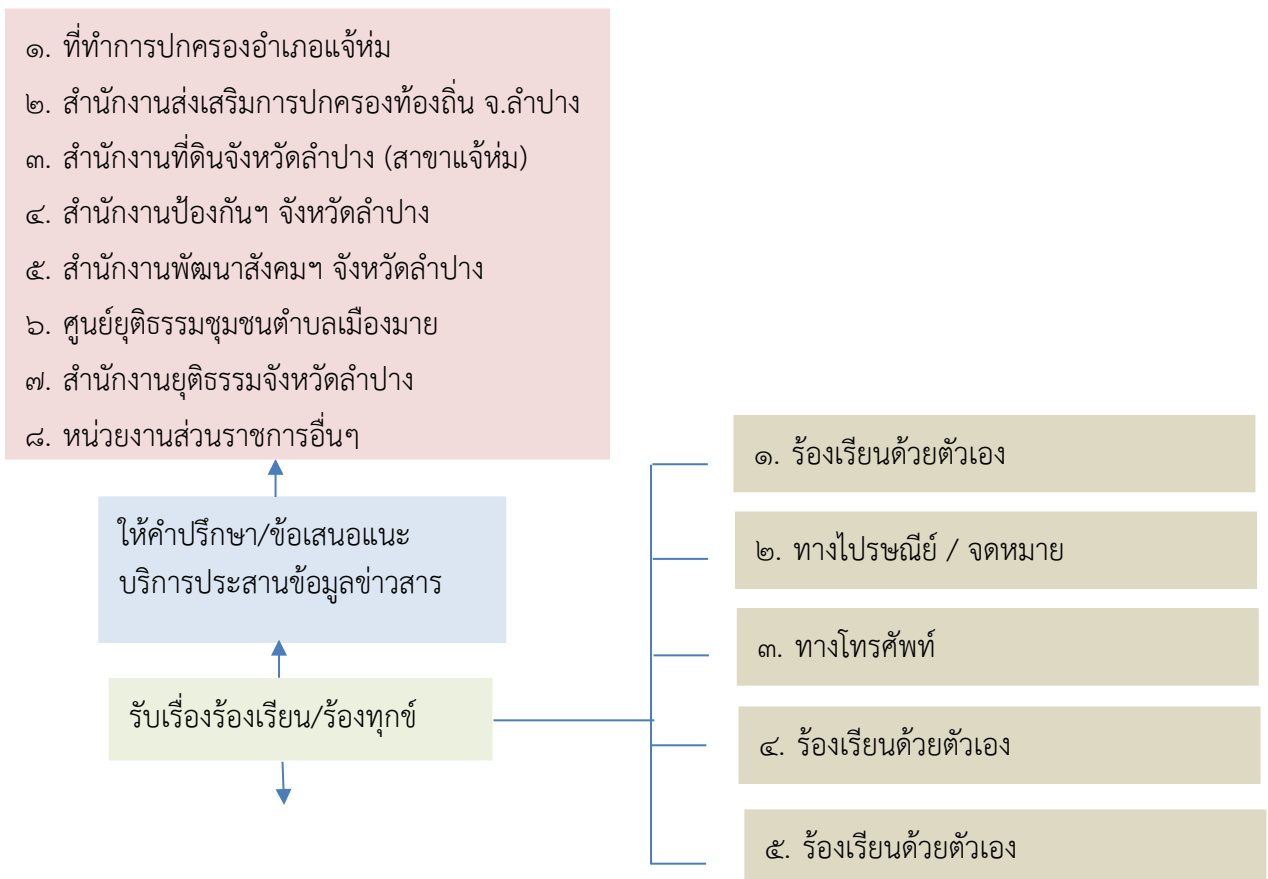 ๑. ที่ทำการปกครองอำเภอแจ้ห่ม
๒. สำนักงานส่งเสริมการปกครองท้องถิ่น จ.ลำปาง
๓. สำนักงานที่ดินจังหวัดลำปาง (สาขาแจ้ห่ม)
๔. สำนักงานป้องกันฯ จังหวัดลำปาง
๕. สำนักงานพัฒนาสังคมฯ จังหวัดลำปาง
๖. ศูนย์ยุติธรรมชุมชนตำบลเมืองมาย
๗. สำนักงานยุติธรรมจังหวัดลำปาง
๘. หน่วยงานส่วนราชการอื่นๆ
ให้คำปรึกษา/ข้อเสนอแนะ
บริการประสานข้อมูลข่าวสาร
รับเรื่องร้องเรียน/ร้องทุกข์
๑. ร้องเรียนด้วยตัวเอง
๒. ทางไปรษณีย์ / จดหมาย
๓. ทางโทรศัพท์
๔. ร้องเรียนด้วยตัวเอง
๕. ร้องเรียนด้วยตัวเอง